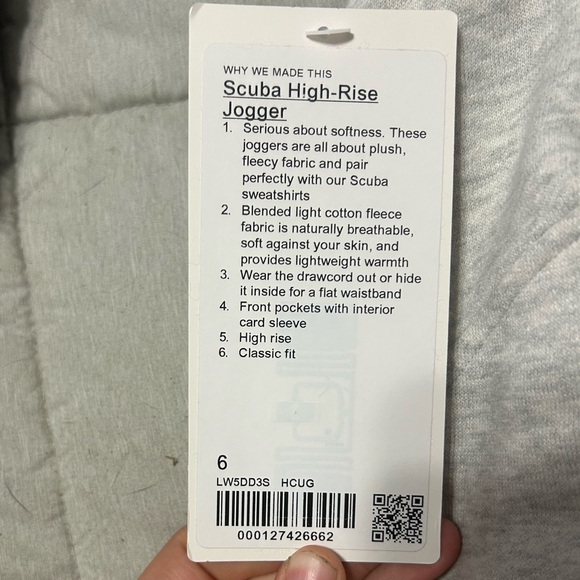 WHY WE MADE THIS
Scuba High-Rise
Jogger
1. Serious about softness. These
joggers are all about plush,
fleecy fabric and pair
perfectly with our Scuba
sweatshirts
2. Blended light cotton fleece
fabric is naturally breathable,
soft against your skin, and
provides lightweight warmth
3. Wear the drawcord out or hide
it inside for a flat waistband
4. Front pockets with interior
card sleeve
5. High rise
6. Classic fit
6
LW5DD3S HCUG
000127426662